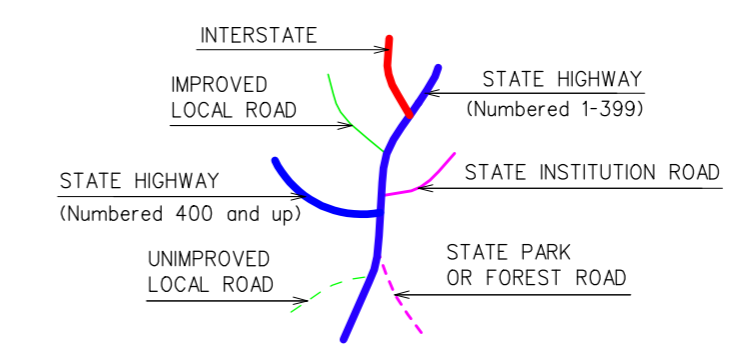 INTERSTATE
IMPROVED
LOCAL ROAD
STATE HIGHWAY
(Numbered 1-399)
STATE HIGHWAY
(Numbered 400 and up)
STATE INSTITUTION ROAD
UNIMPROVED
LOCAL ROAD
STATE PARK
OR FOREST ROAD